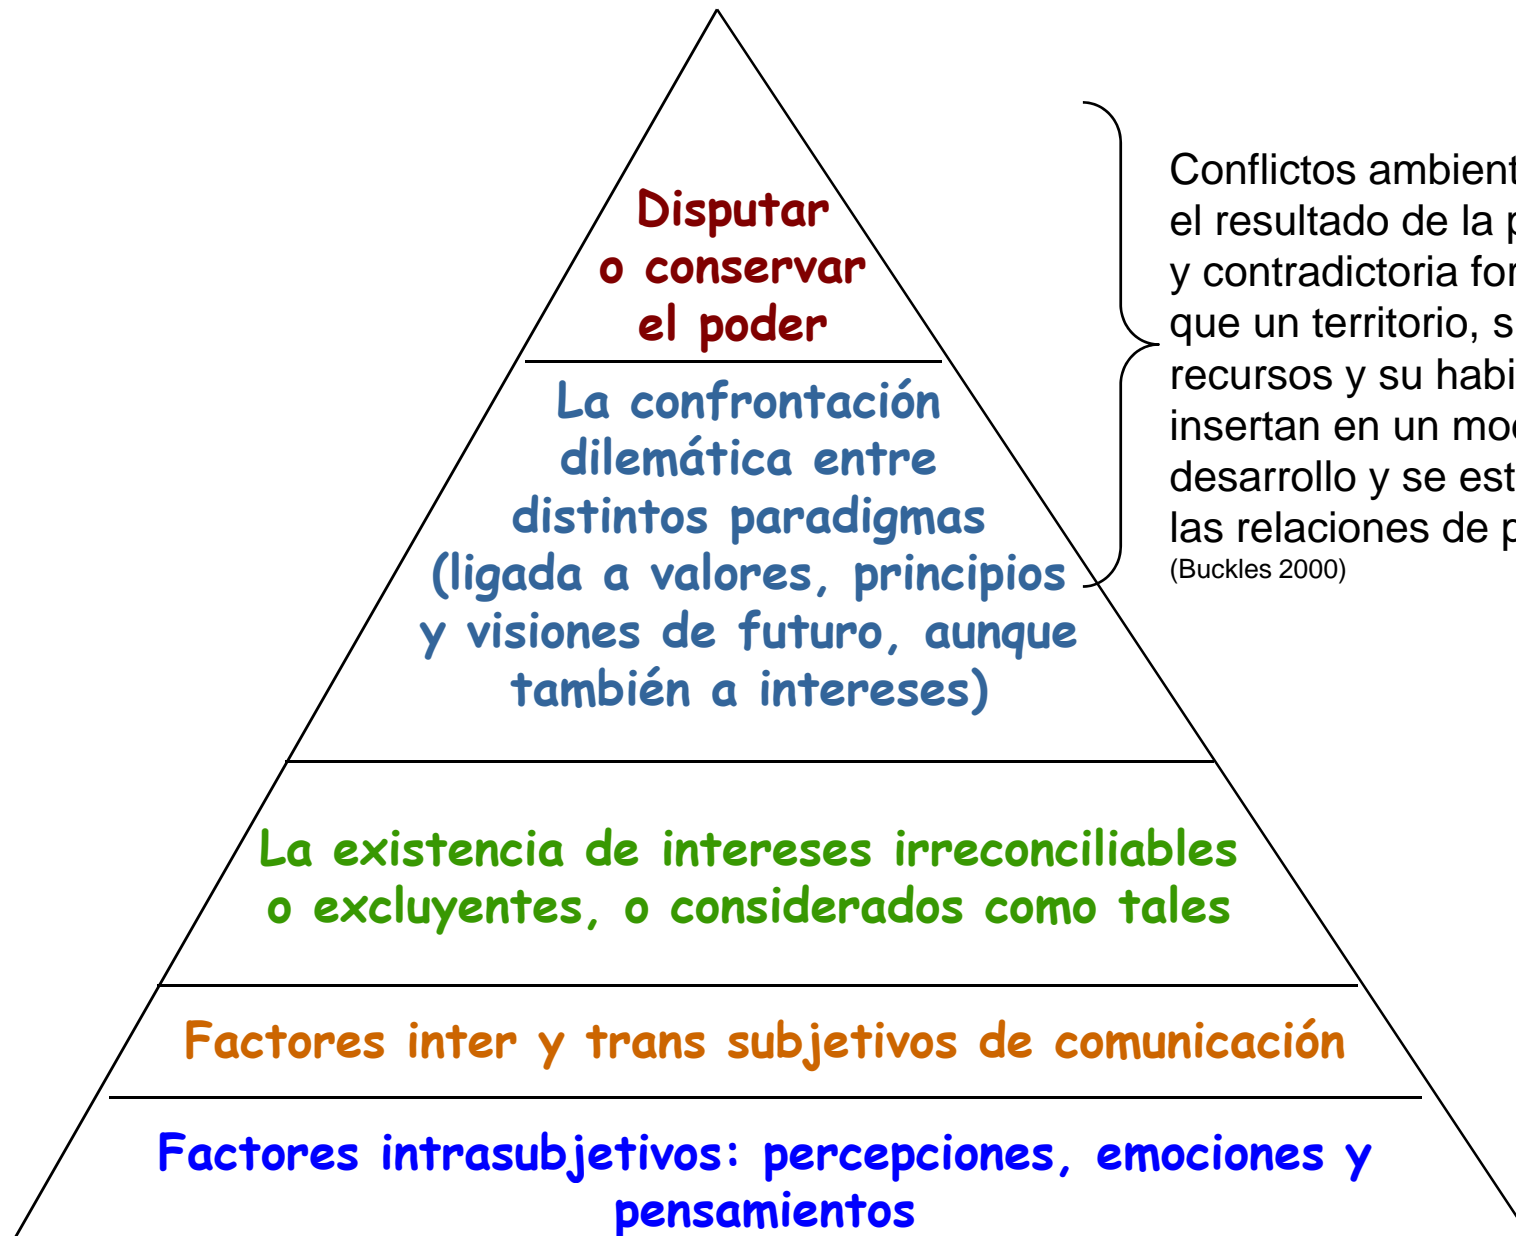 Disputar
o conservar
el poder
La confrontación
dilemática entre
distintos paradigmas
(ligada a valores, principios
y visiones de futuro, aunque
también a intereses)
La existencia de intereses irreconciliables
o excluyentes, o considerados como tales
Factores inter y trans subjetivos de comunicación
Factores intrasubjetivos: percepciones, emociones y
pensamientos
Conflictos
el resultado de la
y contradictoria
que un territorio,
recursos y su
insertan en un
desarrollo y se
las relaciones de
(Buckles 2000)